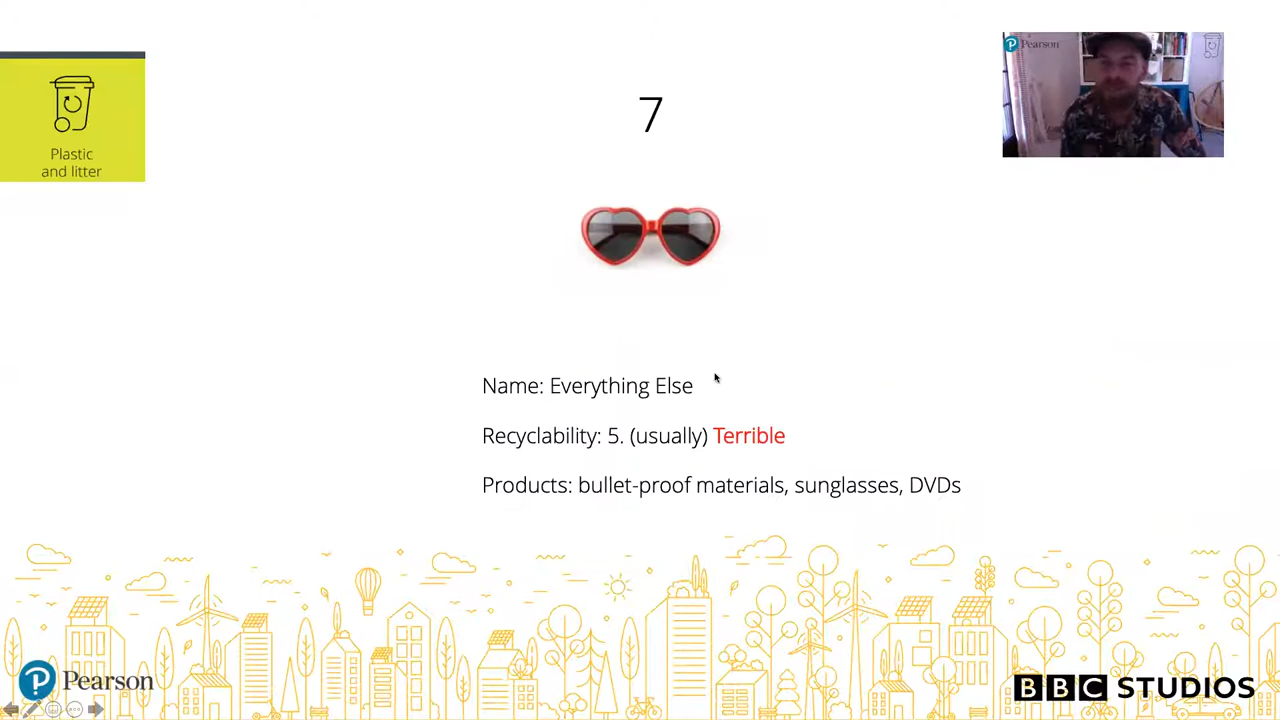 Pearson
7
Plastic
and litter
Name: Everything Else
Recyclability: 5. (usually) Terrible
Products: bullet-proof materials, sunglasses, DVDs
Pearson
BBC STUDIOS